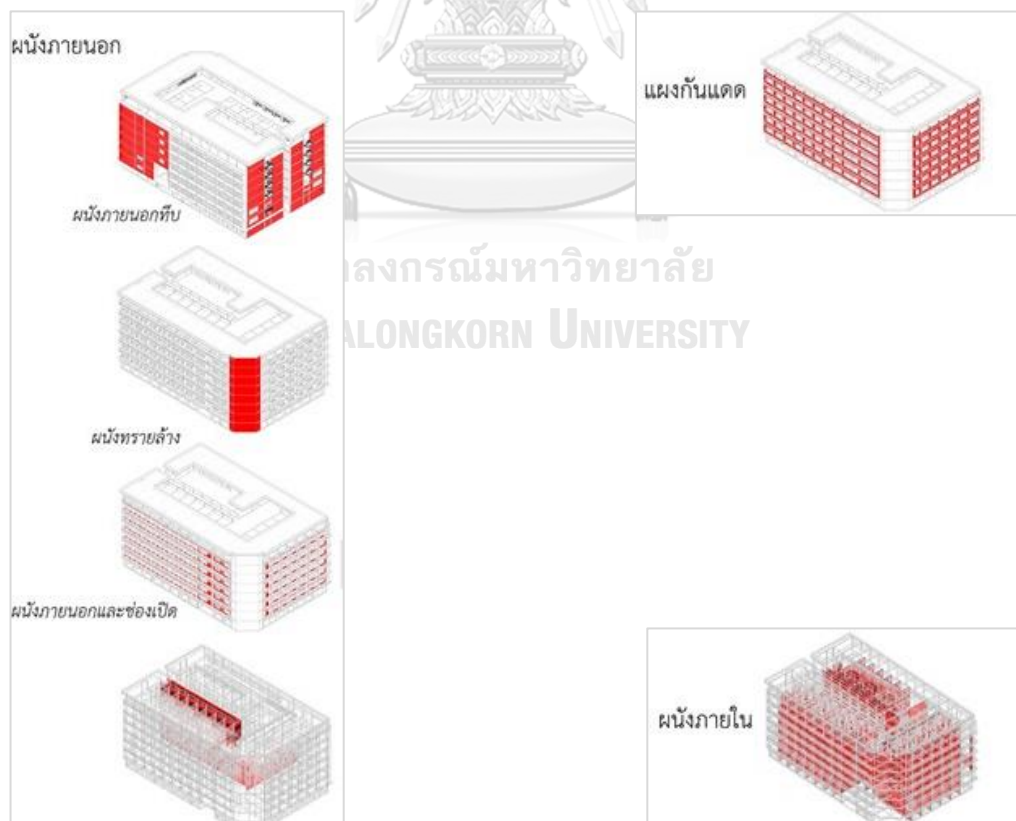 ผนังภายนอก
แผงกันแดด
ผนังภายนอกทึบ
ลงกรณ์มหาวิทยาลัย
ALONGKORN UNIVERSITY
ผนังทรายล้าง
ผนังภายนอกและช่องเปิด
ผนังภายใน